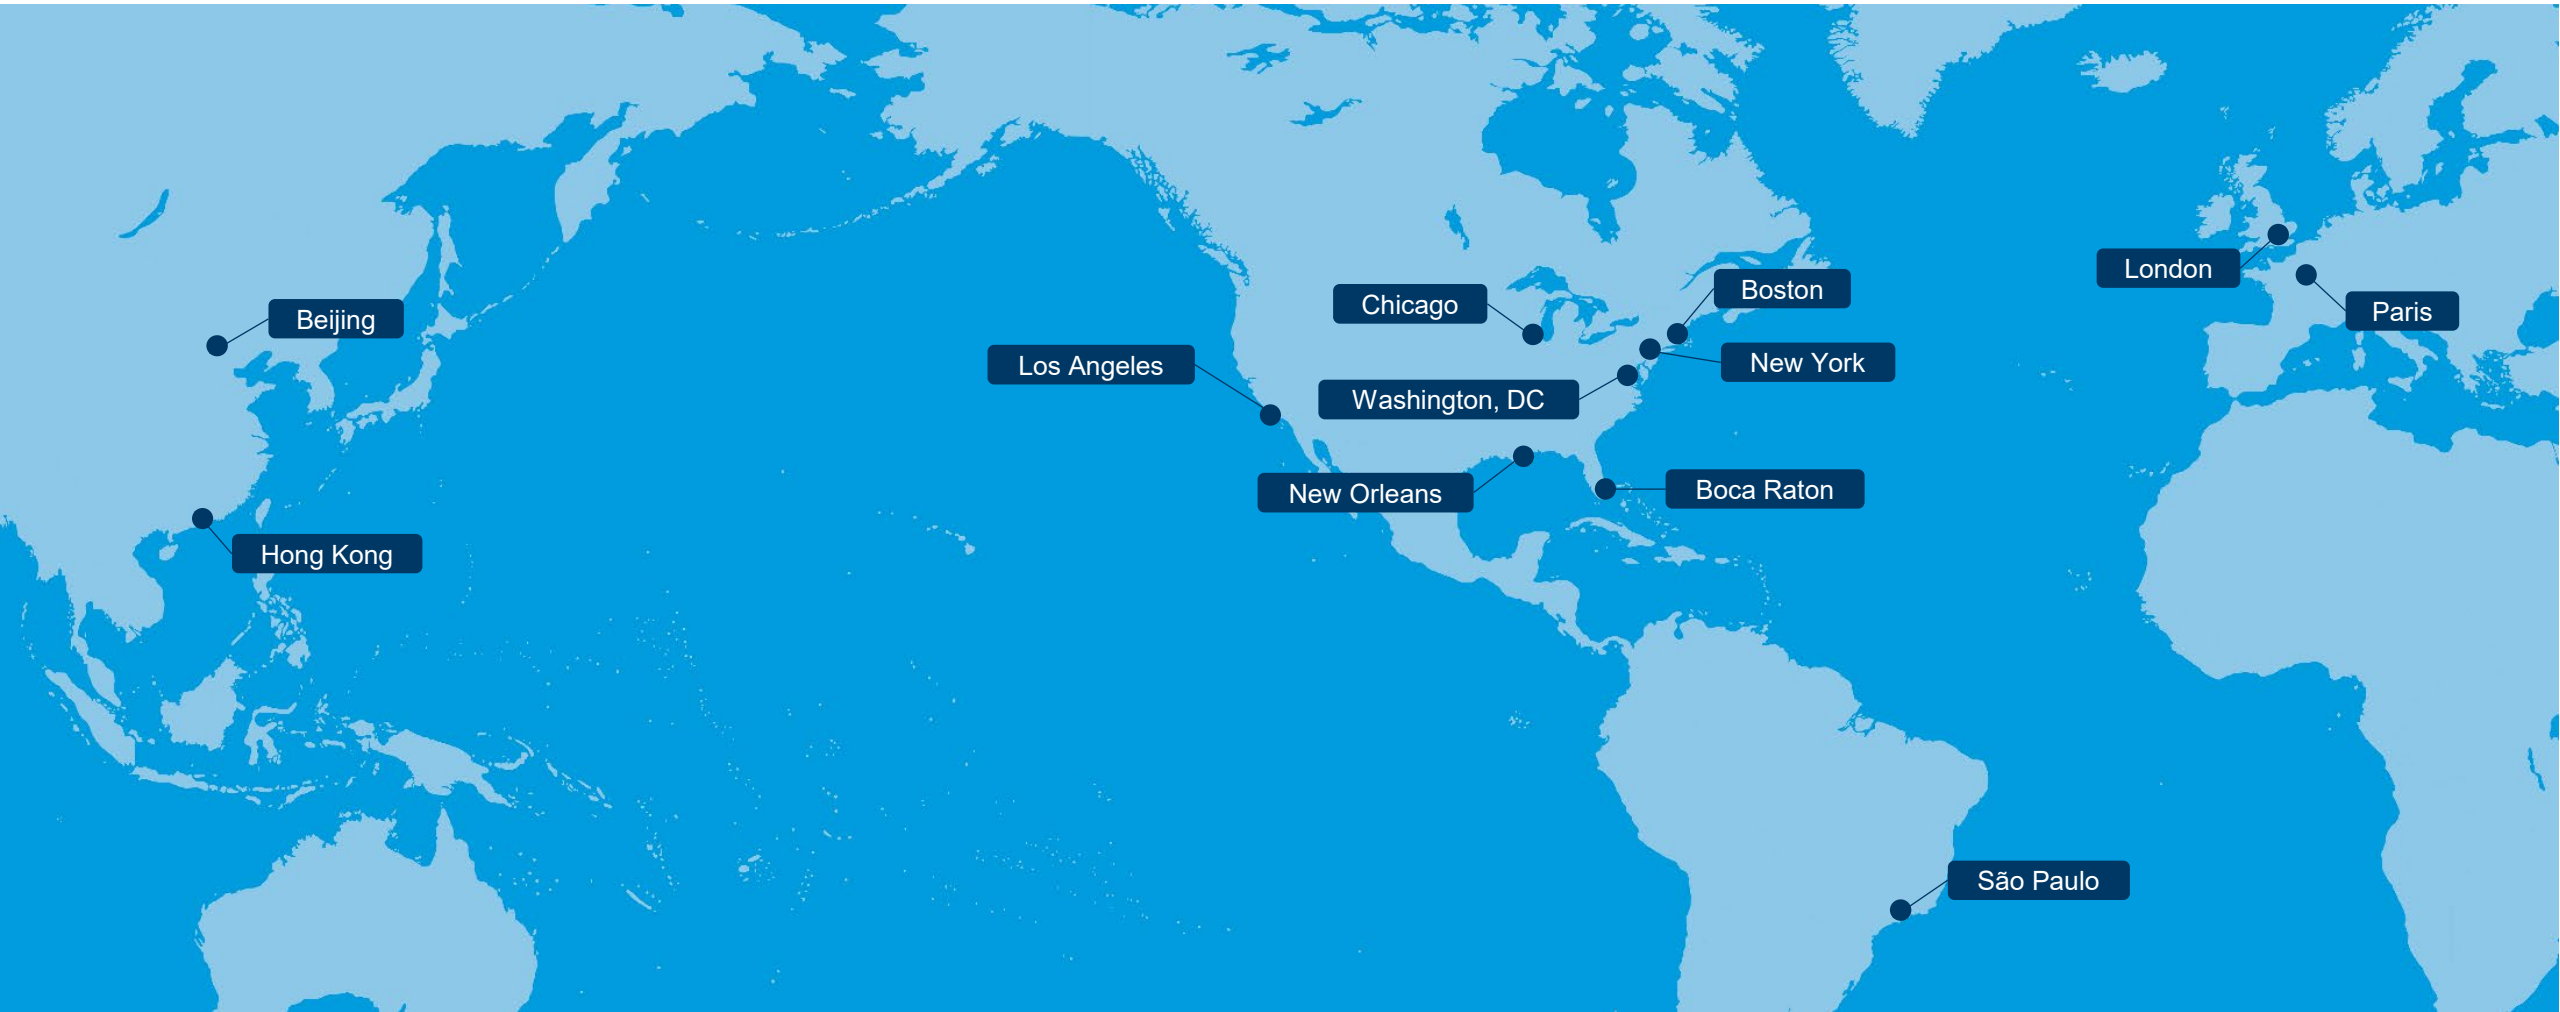 London
Boston
Chicago
Beijing
Paris
New York
Los Angeles
Washington, DC
Boca Raton
New Orleans
Hong Kong
São Paulo